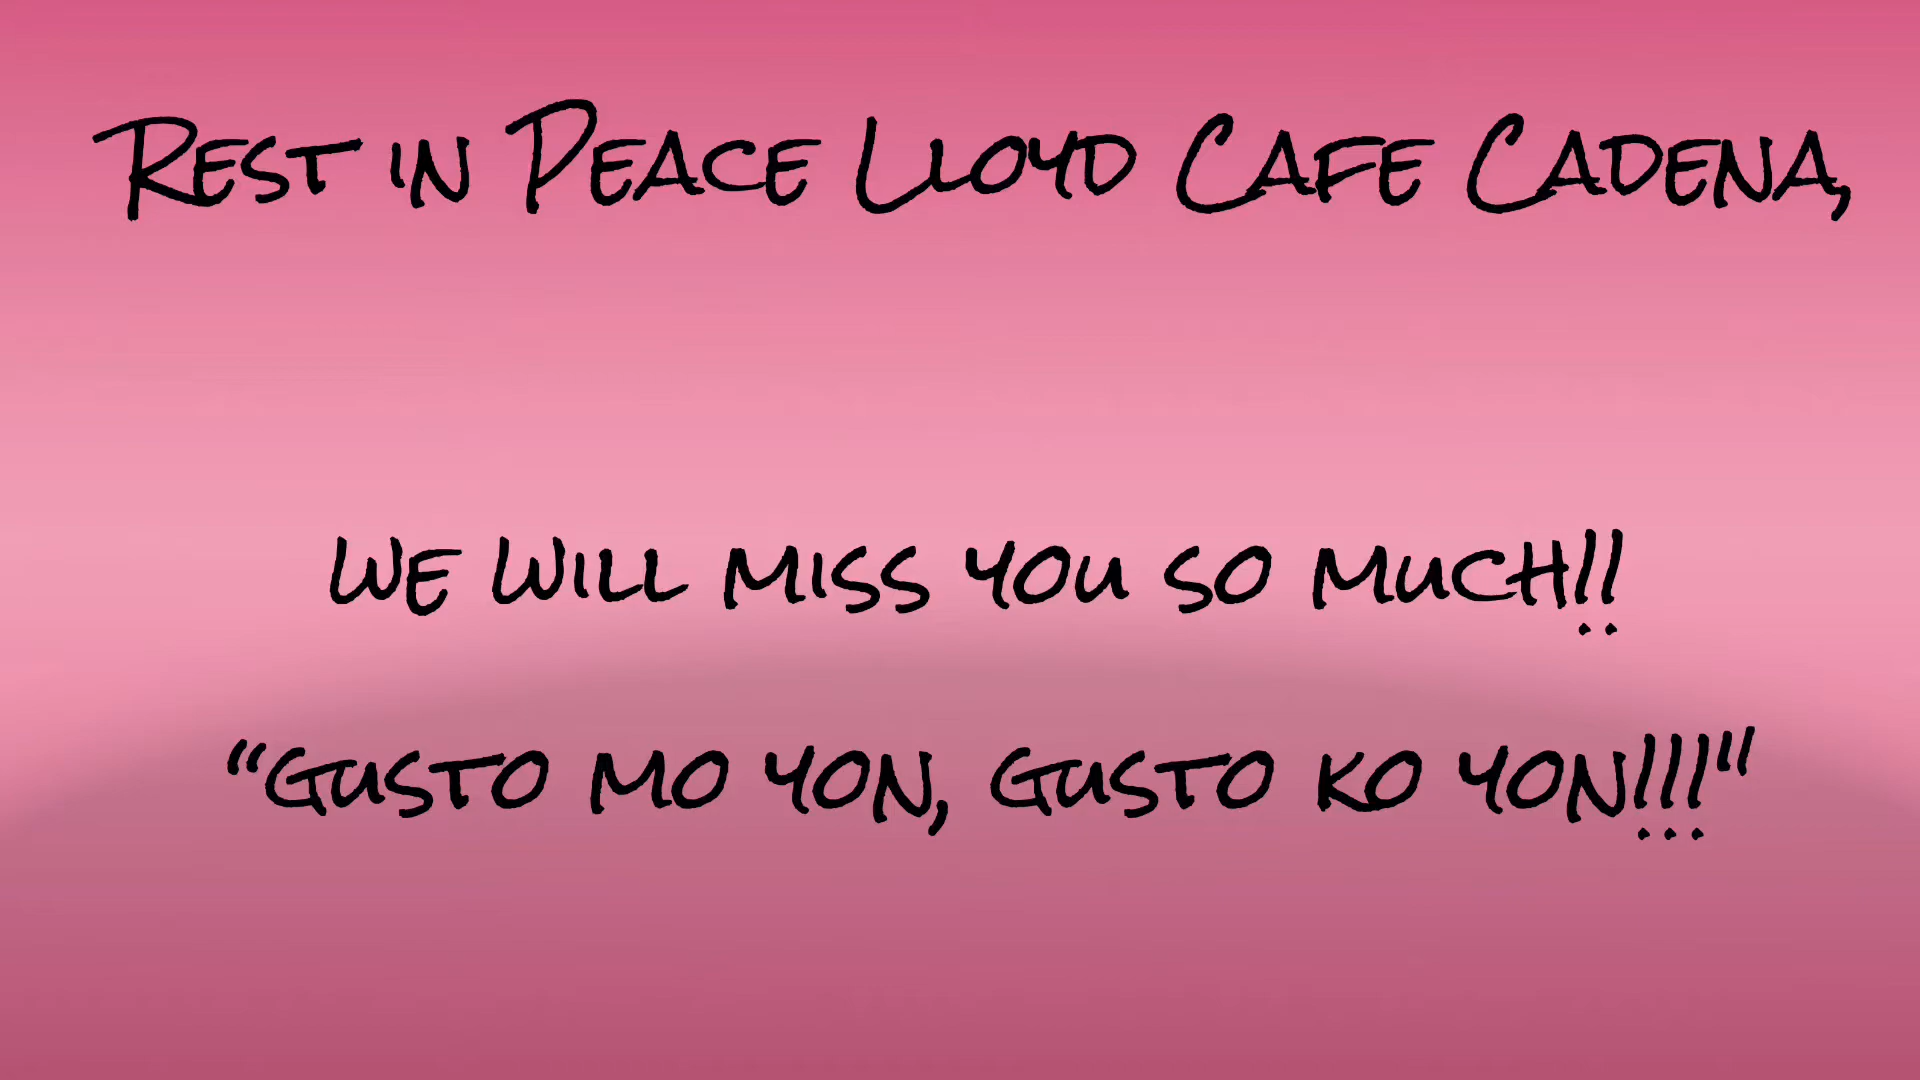 Rest in Peace Lloyd Cafe Cadena,
We will miss you so much!!
“Gusto mo yon, gusto ko yon!!!"